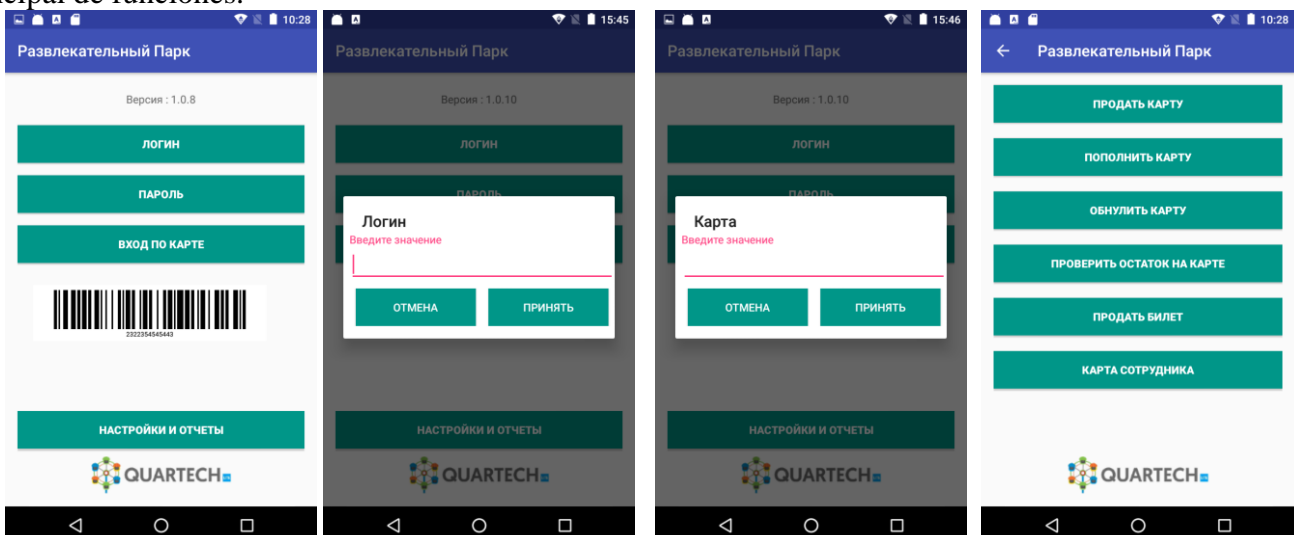 cipal de funciones.
10:28
Развлекательный Парк
Версия : 1.0.8
ЛОГИН
ПАРОЛЬ
ВХОД ПО КАРТЕ
2322354545443
НАСТРОЙКИ И ОТЧЕТЫ
QUARTECH
15:45
Развлекательный Парк
Версия : 1.0.10
ЛОГИН
ПАРОЛЬ
Логин
Введите значение
ОТМЕНА ПРИНЯТЬ
НАСТРОЙКИ И ОТЧЕТЫ
QUARTECH
15:46
Развлекательный Парк
Версия : 1.0.10
ЛОГИН
Карта
Введите значение
ОТМЕНА ПРИНЯТЬ
НАСТРОЙКИ И ОТЧЕТЫ
QUARTECH
10:28
Развлекательный Парк
ПРОДАТЬ КАРТУ
ПОПОЛНИТЬ КАРТУ
ОБНУЛИТЬ КАРТУ
ПРОВЕРИТЬ ОСТАТОК НА КАРТЕ
ПРОДАТЬ БИЛЕТ
КАРТА СОТРУДНИКА
QUARTECH